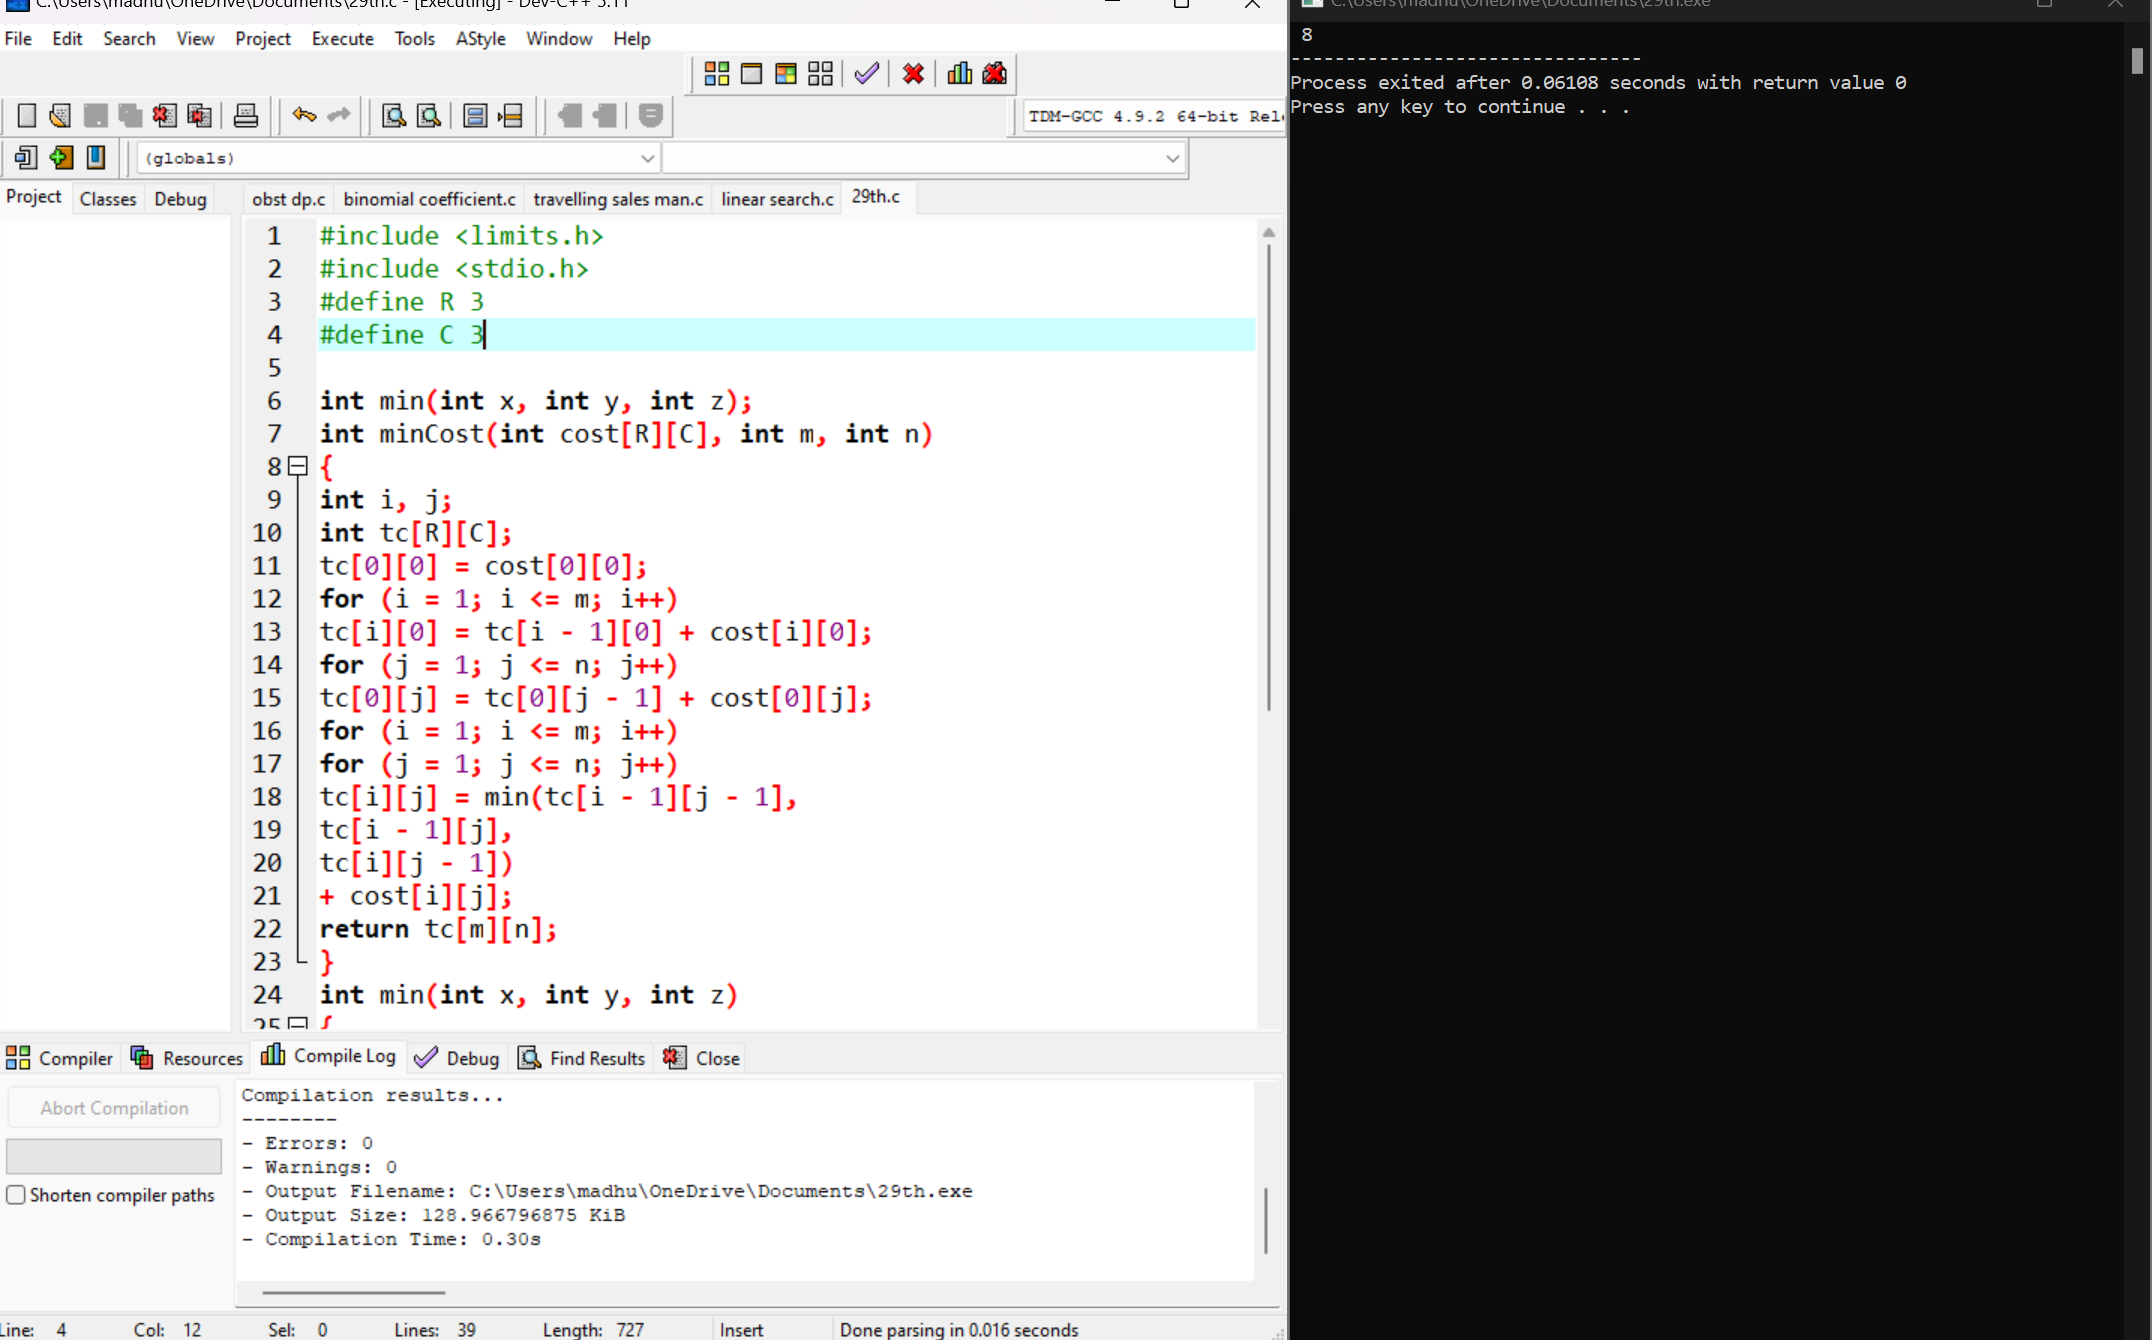 C:\Users\madhu\OneDrive\Documents\29th.c - [Executing] - Dev-C++ 5.11
File Edit Search View Project Execute Tools AStyle Window Help
TDM-GCC 4.9.2 64-bit Rel
(globals)
Project Classes Debug
obst dp.c binomial coefficient.c travelling sales man.c linear search.c 29th.c
1 #include <limits.h>
2 #include <stdio.h>
3 #define R 3
4 #define C 3
5
6 int min(int x, int y, int z);
7 int minCost(int cost[R][C], int m, int n)
8 {
9 int i, j;
10 int tc[R][C];
11 tc[0][0] = cost[0][0];
12 for (i = 1; i <= m; i++)
13 tc[i][0] = tc[i - 1][0] + cost[i][0];
14 for (j = 1; j <= n; j++)
15 tc[0][j] = tc[0][j - 1] + cost[0][j];
16 for (i = 1; i <= m; i++)
17 for (j = 1; j <= n; j++)
18 tc[i][j] = min(tc[i - 1][j - 1],
19 tc[i - 1][j],
20 tc[i][j - 1])
21 + cost[i][j];
22 return tc[m][n];
23 }
24 int min(int x, int y, int z)
25 {
Compiler Resources Compile Log Debug Find Results Close
Abort Compilation
Shorten compiler paths
Compilation results...
--------
- Errors: 0
- Warnings: 0
- Output Filename: C:\Users\madhu\OneDrive\Documents\29th.exe
- Output Size: 128.966796875 KiB
- Compilation Time: 0.30s
Line: 4 Col: 12 Sel: 0 Lines: 39 Length: 727 Insert Done parsing in 0.016 seconds
C:\Users\madhu\OneDrive\Documents\29th.exe
8
--------------------------------
Process exited after 0.06108 seconds with return value 0
Press any key to continue . . .